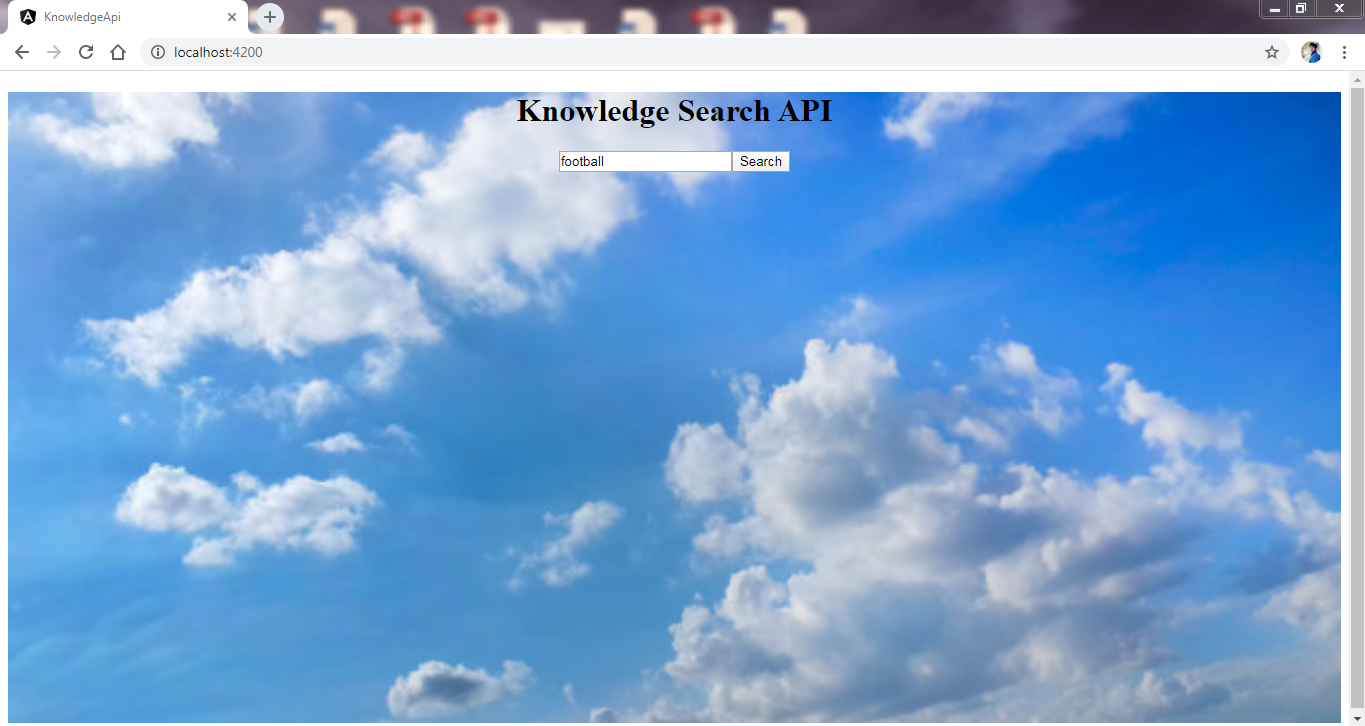 KnowledgeApi
localhost:4200
Knowledge Search API
football Search